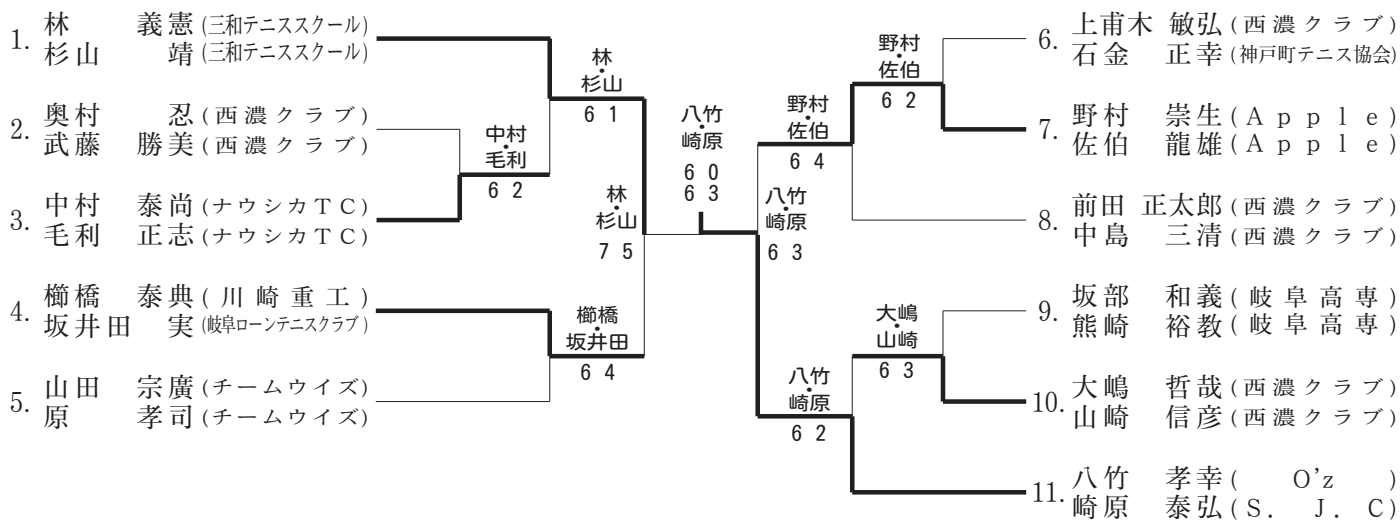 1. 林 義憲 (三和テニススクール)
杉山 靖 (三和テニススクール)
2. 奥村 忍 (西濃クラブ)
武藤 勝美 (西濃クラブ)
3. 中村 泰尚 (ナウシカTC)
毛利 正志 (ナウシカTC)
4. 櫛橋 泰典 (川崎重工)
坂井田 実 (岐阜ローンテニスクラブ)
5. 山田 宗廣 (チームウイズ)
原 孝司 (チームウイズ)
中村・毛利
6 2
林・杉山
6 1
櫛橋・坂井田
6 4
林・杉山
7 5
八竹・崎原
6 0
6 3
八竹・崎原
6 3
野村・佐伯
6 4
八竹・崎原
6 2
野村・佐伯
6 2
大嶋・山崎
6 3
6. 上甫木 敏弘 (西濃クラブ)
石金 正幸 (神戸町テニス協会)
7. 野村 崇生 (Apple)
佐伯 龍雄 (Apple)
8. 前田 正太郎 (西濃クラブ)
中島 三清 (西濃クラブ)
9. 坂部 和義 (岐阜高専)
熊崎 裕教 (岐阜高専)
10. 大嶋 哲哉 (西濃クラブ)
山崎 信彦 (西濃クラブ)
11. 八竹 孝幸 (O'z)
崎原 泰弘 (S. J. C)